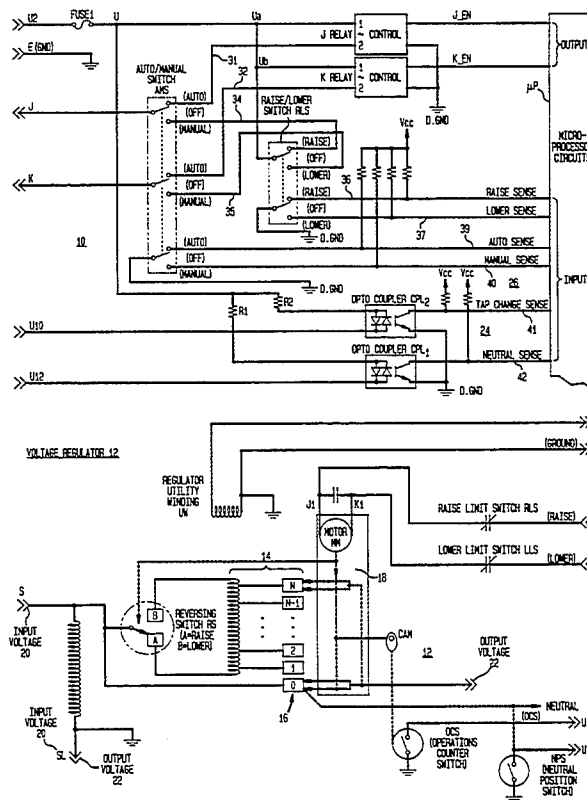 U2
FUSE1
U
Ua
J_EN
1
~
2
CONTROL
J RELAY
OUTPUT
E(GND)
31
Ub
K_EN
1
~
2
CONTROL
K RELAY
AUTO/MANUAL
SWITCH
AMS
32
µP
34
RAISE/LOWER
SWITCH RLS
D.GND
J
(AUTO)
(OFF)
(MANUAL)
Vcc
MICRO-
(RAISE)
(OFF)
(LOWER)
K
(AUTO)
(OFF)
(MANUAL)
35
(RAISE)
36
RAISE SENSE
(OFF)
LOWER SENSE
(LOWER)
37
D.GND
10
39
(AUTO)
AUTO SENSE
(OFF)
MANUAL SENSE
(MANUAL)
40
INPUT
D.GND
Vcc
Vcc
26
R1
R2
OPTO COUPLER CPL2
TAP CHANGE SENSE
41
U10
24
OPTO COUPLER CPL1
NEUTRAL SENSE
42
U12
D.GND
VOLTAGE REGULATOR 12
(GROUND)
REGULATOR
UTILITY
WINDING
UW
J1
K1
RAISE LIMIT SWITCH RLS
(RAISE)
MOTOR
MM
LOWER LIMIT SWITCH LLS
(LOWER)
14
18
N
N-1
B
REVERSING
SWITCH RS
(A=RAISE
B=LOWER)
A
S
INPUT
VOLTAGE
20
2
1
0
CAM
12
OUTPUT
VOLTAGE
22
16
INPUT
VOLTAGE
20
NEUTRAL
(OCS)
U
SL
OUTPUT
VOLTAGE
22
OCS
(OPERATIONS
COUNTER
SWITCH)
NPS
(NEUTRAL
POSITION
SWITCH)